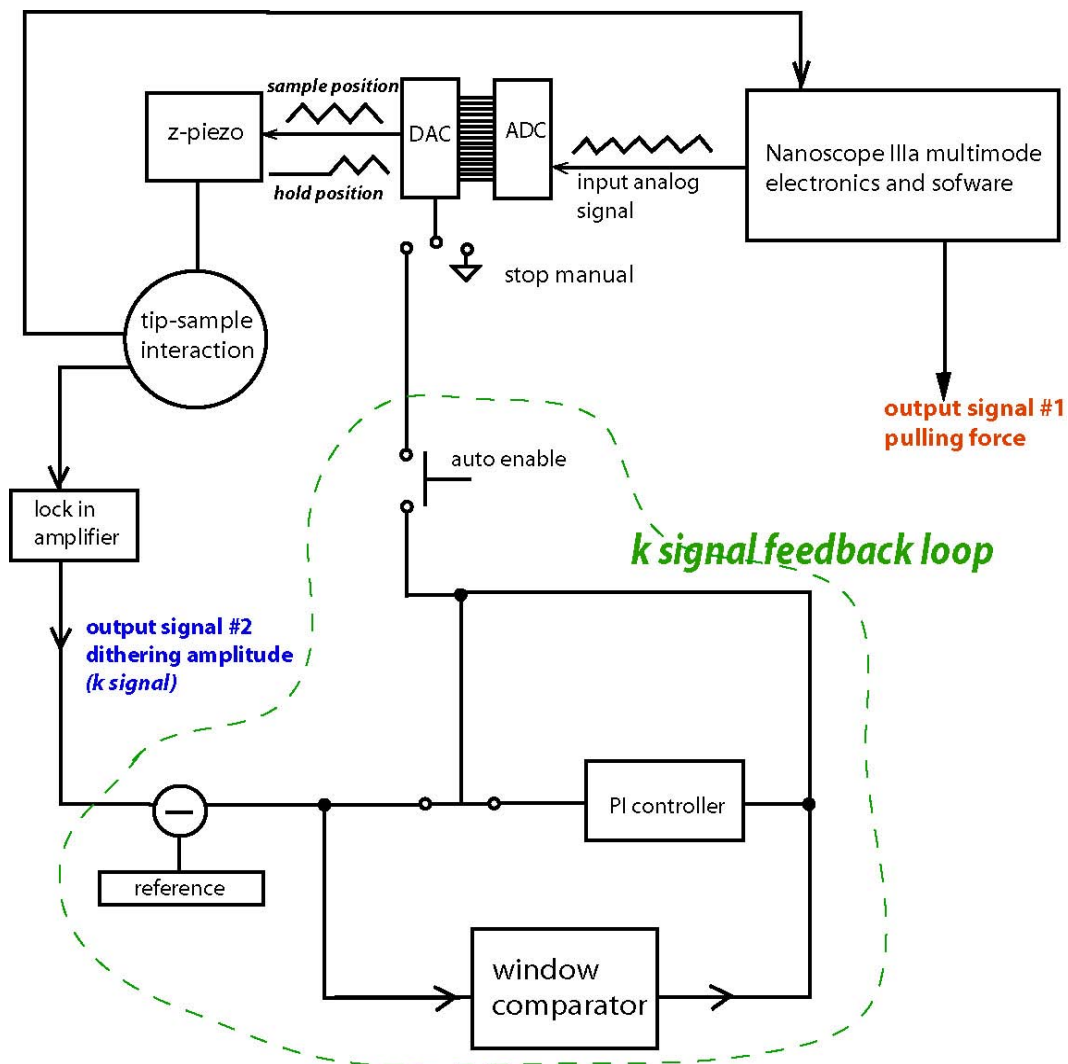 sample position
z-piezo
hold position
DAC
ADC
input analog
signal
Nanoscope IIIa multimode
electronics and sofware
stop manual
tip-sample
interaction
output signal #1
pulling force
auto enable
lock in
amplifier
k signal feedback loop
output signal #2
dithering amplitude
(k signal)
PI controller
reference
window
comparator